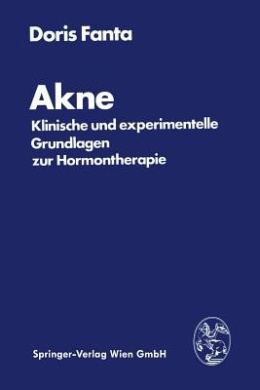 Doris Fanta
Akne
Klinische und experimentelle
Grundlagen
zur Hormontherapie
Springer-Verlag Wien GmbH